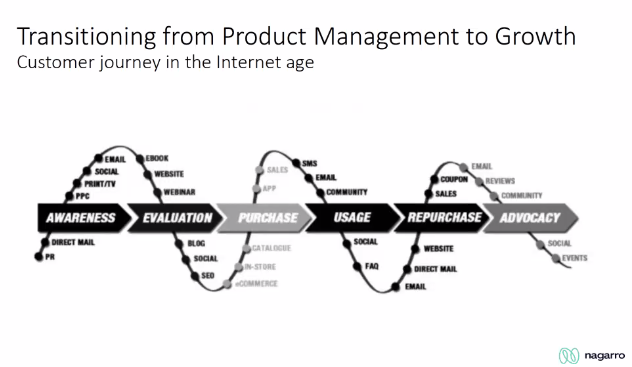 Transitioning from Product Management to Growth
Customer journey in the Internet age
EMAIL
SOCIAL
PRINT/TV
PPC
AWARENESS
DIRECT MAIL
PR
EBOOK
WEBSITE
WEBINAR
EVALUATION
BLOG
SOCIAL
SEO
SALES
APP
PURCHASE
CATALOGUE
IN-STORE
eCOMMERCE
SMS
EMAIL
COMMUNITY
USAGE
SOCIAL
FAQ
COUPON
SALES
REPURCHASE
WEBSITE
DIRECT MAIL
EMAIL
EMAIL
REVIEWS
COMMUNITY
ADVOCACY
SOCIAL
EVENTS
nagarro